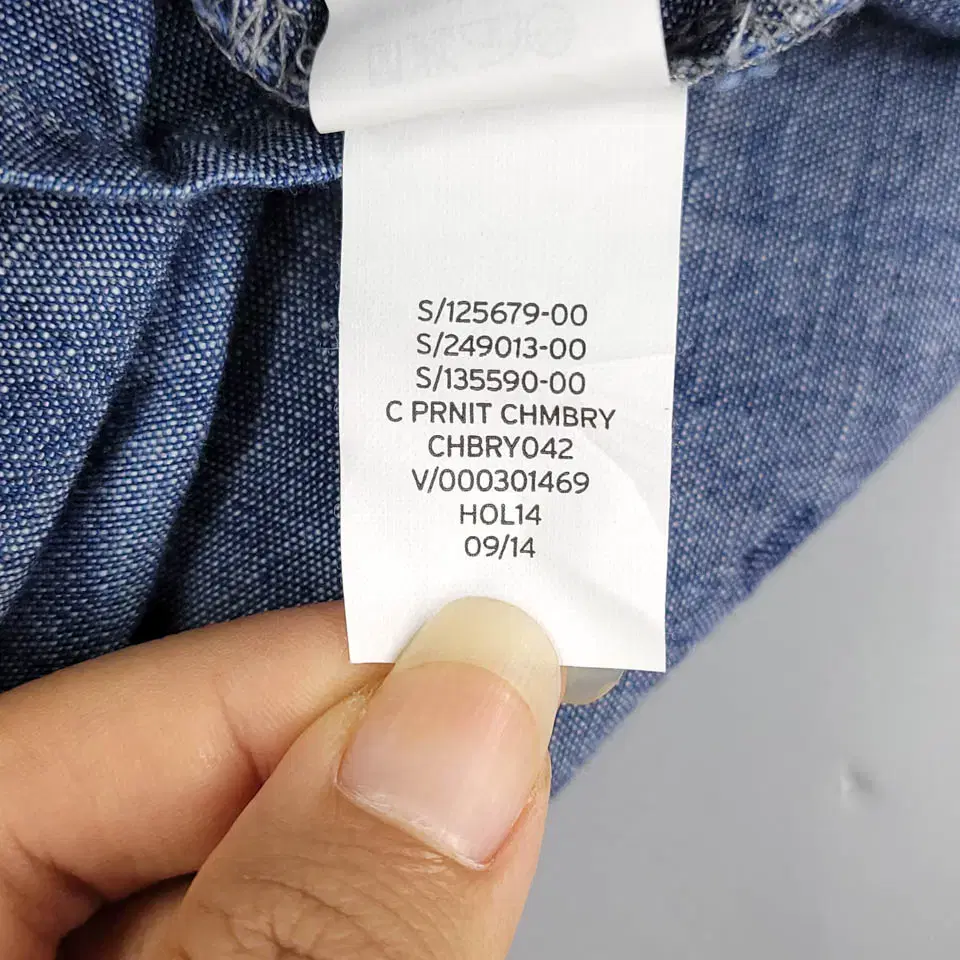 S/125679-00
S/249013-00
S/135590-00
C PRNIT CHMBRY
CHBRY042
V/000301469
HOL14
09/14